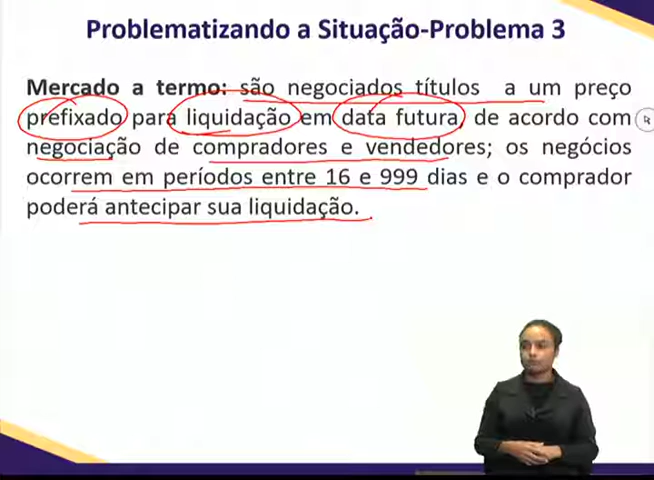 Problematizando a Situação-Problema 3
Mercado a termo: são negociados títulos a um preço
prefixado para liquidação em data futura, de acordo com
negociação de compradores e vendedores; os negócios
ocorrem em períodos entre 16 e 999 dias e o comprador
poderá antecipar sua liquidação.